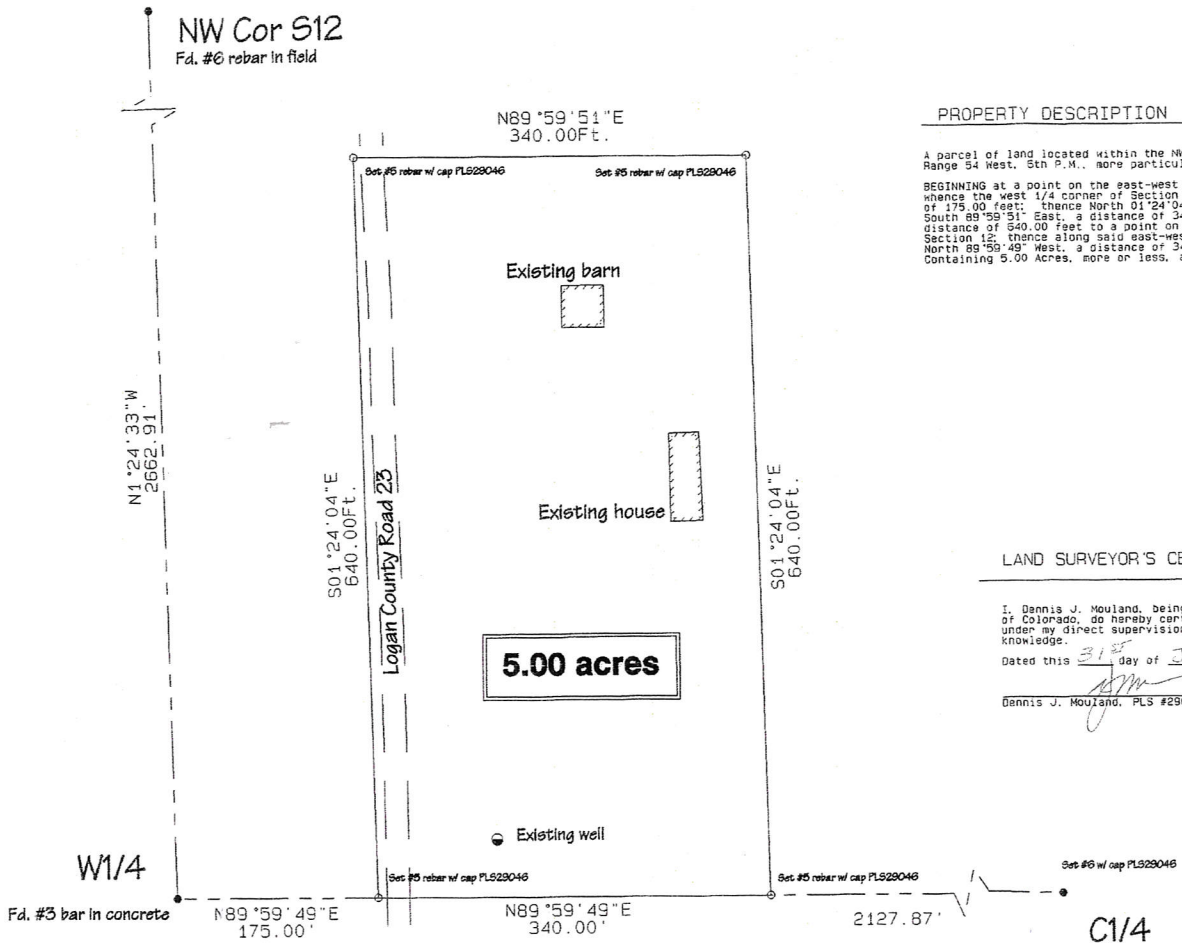 NW Cor S12
Fd. #6 rebar in field
N89°59'51"E
340.00Ft.
Set #5 rebar w/ cap PLS29046
Set #5 rebar w/ cap PLS29046
PROPERTY DESCRIPTION
A parcel of land located within the NW
Range 54 West, 6th P.M., more particul
BEGINNING at a point on the east-west
whence the west 1/4 corner of Section
of 175.00 feet; thence North 01°24'04
South 89°59'51" East, a distance of 34
distance of 640.00 feet to a point on
Section 12; thence along said east-wes
North 89°59'49" West, a distance of 34
Containing 5.00 Acres, more or less, a
Existing barn
N1°24'33"W
2662.91'
S01°24'04"E
640.00Ft.
Logan County Road 23
Existing house
S01°24'04"E
640.00Ft.
LAND SURVEYOR'S CE
I, Dennis J. Mouland, being
of Colorado, do hereby cert
under my direct supervision
knowledge.
Dated this 31st day of J
Dennis J. Mouland, PLS #290
5.00 acres
Existing well
W1/4
Fd. #3 bar in concrete
Set #5 rebar w/ cap PLS29046
Set #5 rebar w/ cap PLS29046
Set #6 w/ cap PLS29046
N89°59'49"E
175.00'
N89°59'49"E
340.00'
2127.87'
C1/4